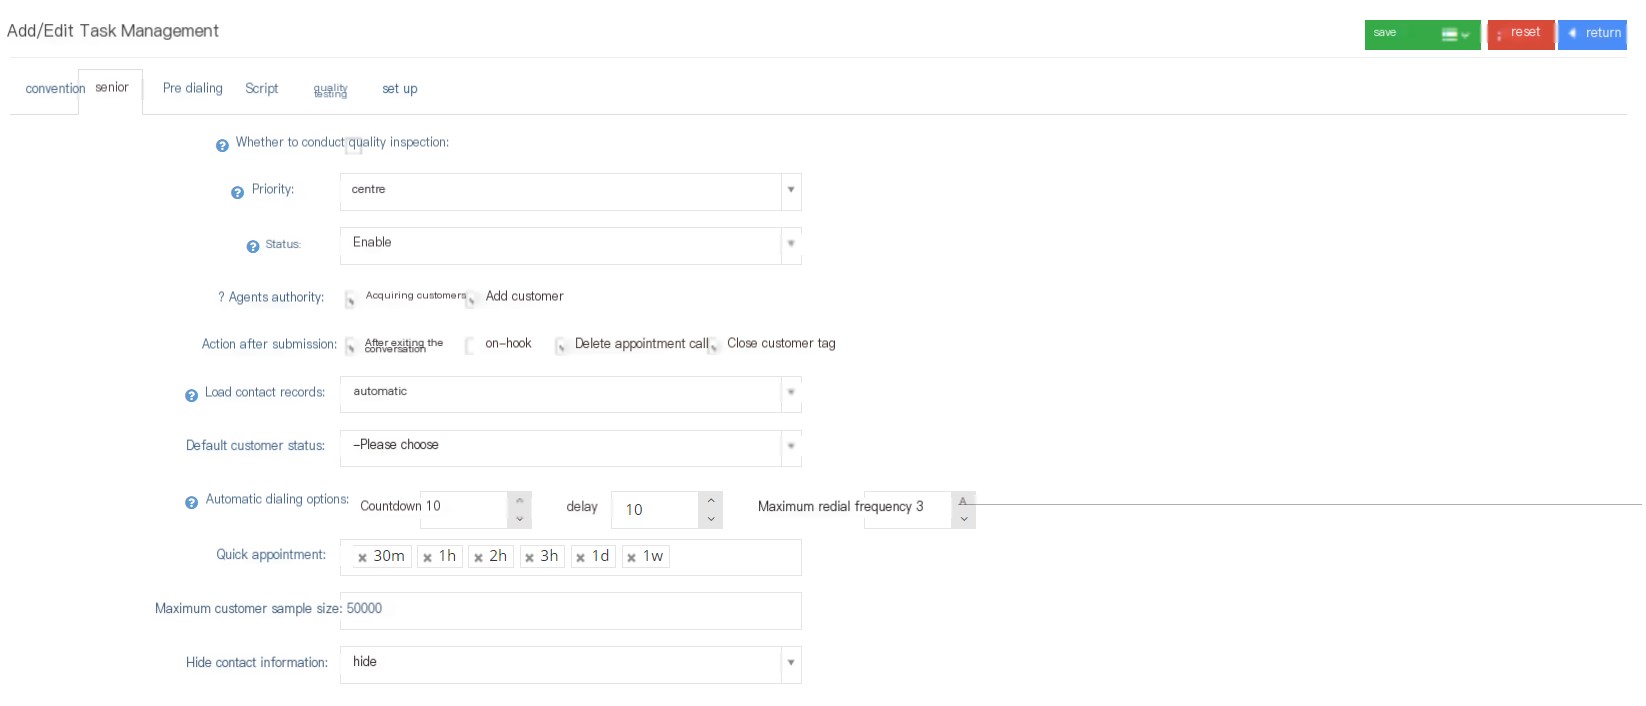 Add/Edit Task Management
save
reset
return
convention
senior
Pre dialing
Script
quality
testing
set up
Whether to conduct quality inspection:
Priority:
centre
Status:
Enable
? Agents authority:
Acquiring customers
Add customer
Action after submission:
After exiting the
conversation
on-hook
Delete appointment call
Close customer tag
Load contact records:
automatic
Default customer status:
-Please choose
Automatic dialing options:
Countdown 10
delay
10
Maximum redial frequency 3
Quick appointment:
× 30m
× 1h
× 2h
× 3h
× 1d
× 1w
Maximum customer sample size: 50000
Hide contact information:
hide